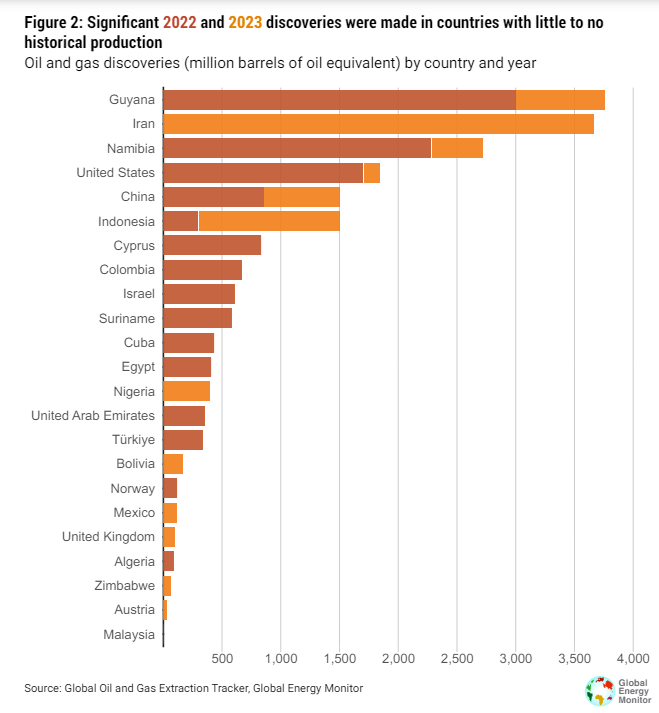 Figure 2: Significant 2022 and 2023 discoveries were made in countries with little to no
historical production
Oil and gas discoveries (million barrels of oil equivalent) by country and year
Guyana
Iran
Namibia
United States
China
Indonesia
Cyprus
Colombia
Israel
Suriname
Cuba
Egypt
Nigeria
United Arab Emirates
Türkiye
Bolivia
Norway
Mexico
United Kingdom
Algeria
Zimbabwe
Austria
Malaysia
500 1,000 1,500 2,000 2,500 3,000 3,500 4,000
Source: Global Oil and Gas Extraction Tracker, Global Energy Monitor
Global
Energy
Monitor